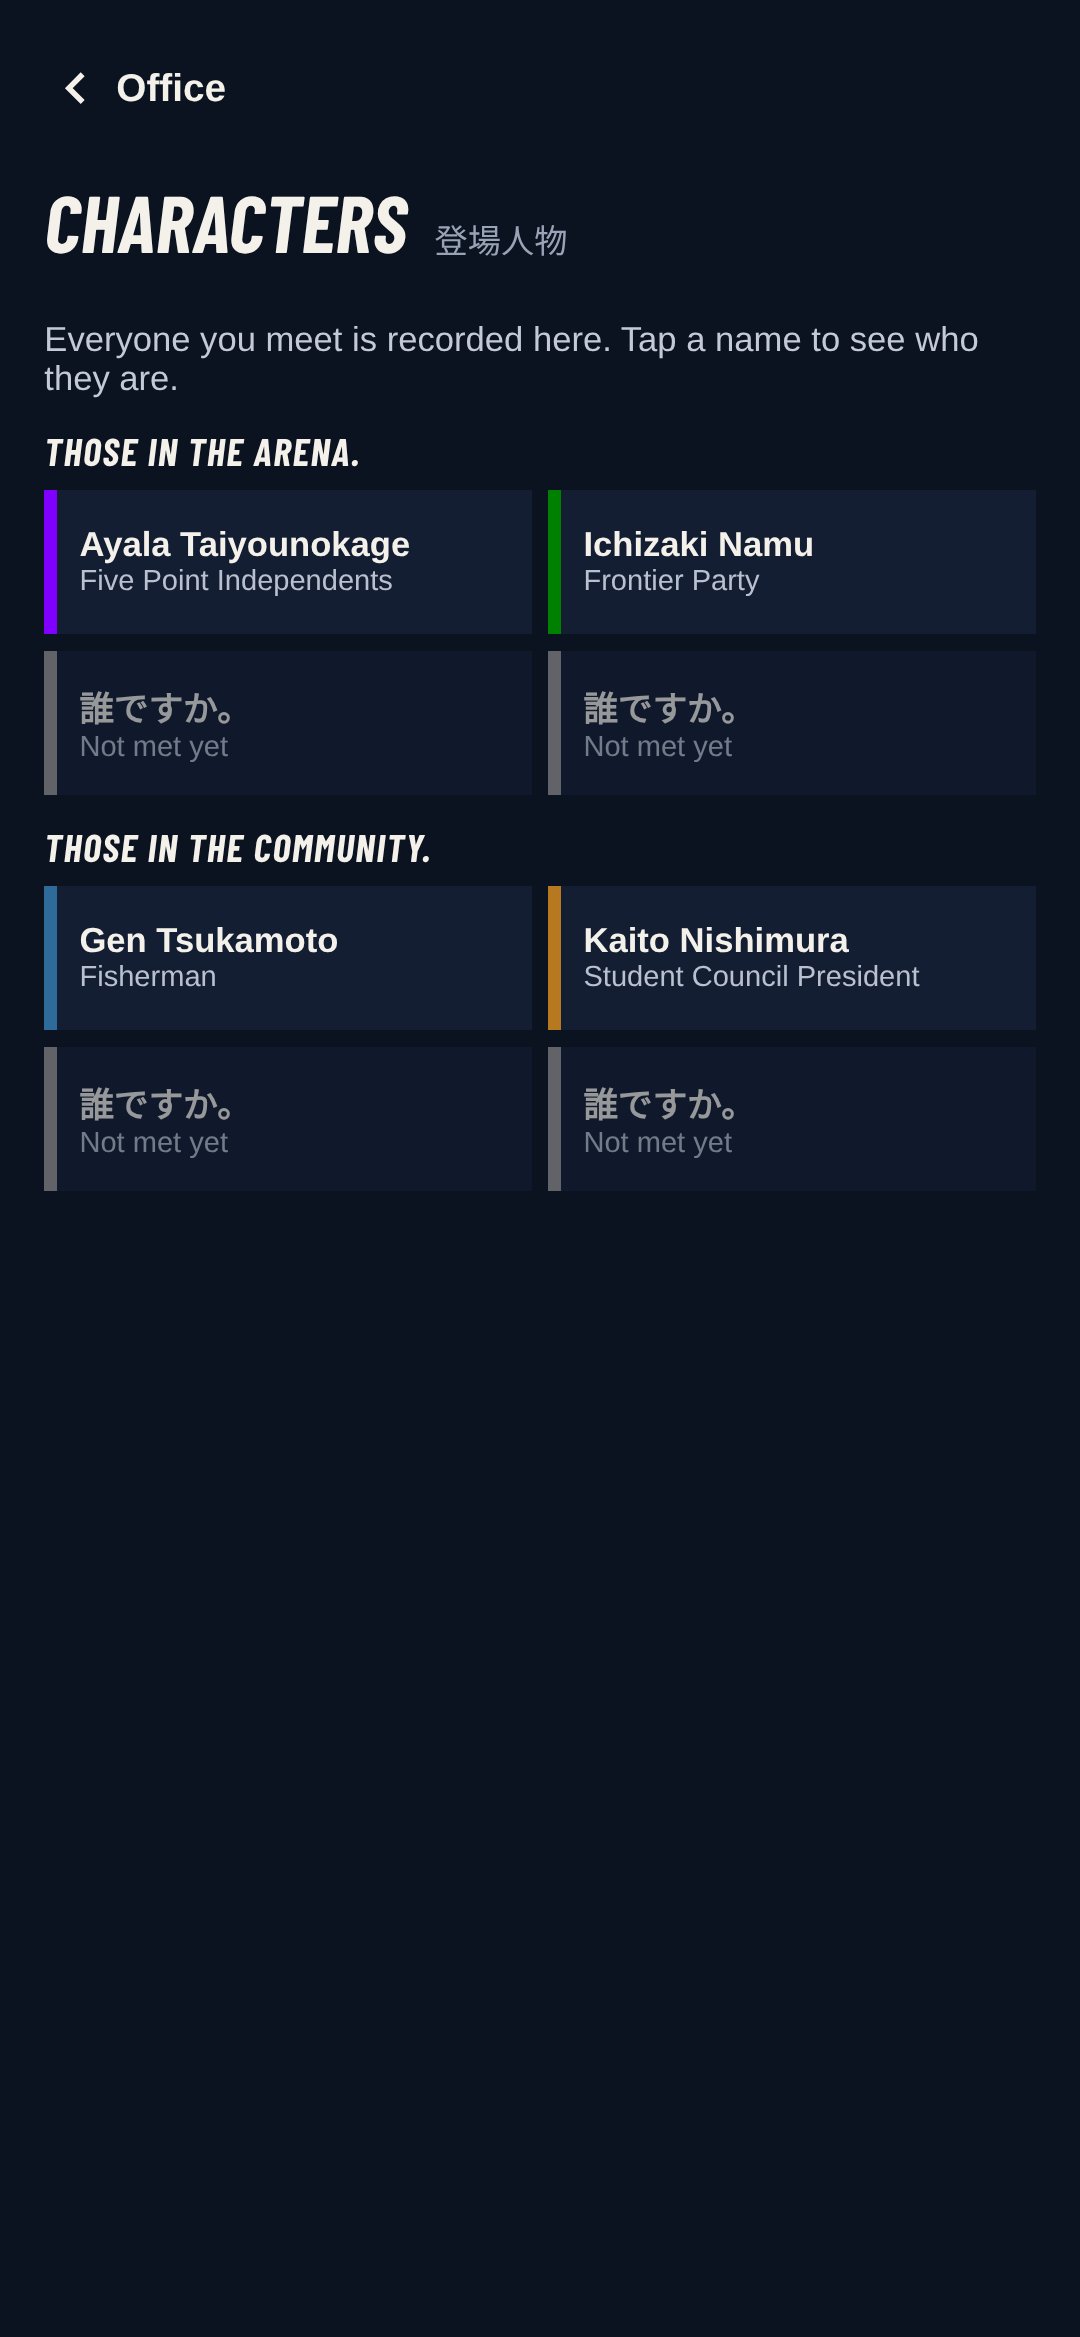 Office
CHARACTERS 登場人物
Everyone you meet is recorded here. Tap a name to see who
they are.
THOSE IN THE ARENA.
Ayala Taiyounokage
Five Point Independents
Ichizaki Namu
Frontier Party
誰ですか。
Not met yet
誰ですか。
Not met yet
THOSE IN THE COMMUNITY.
Gen Tsukamoto
Fisherman
Kaito Nishimura
Student Council President
誰ですか。
Not met yet
誰ですか。
Not met yet